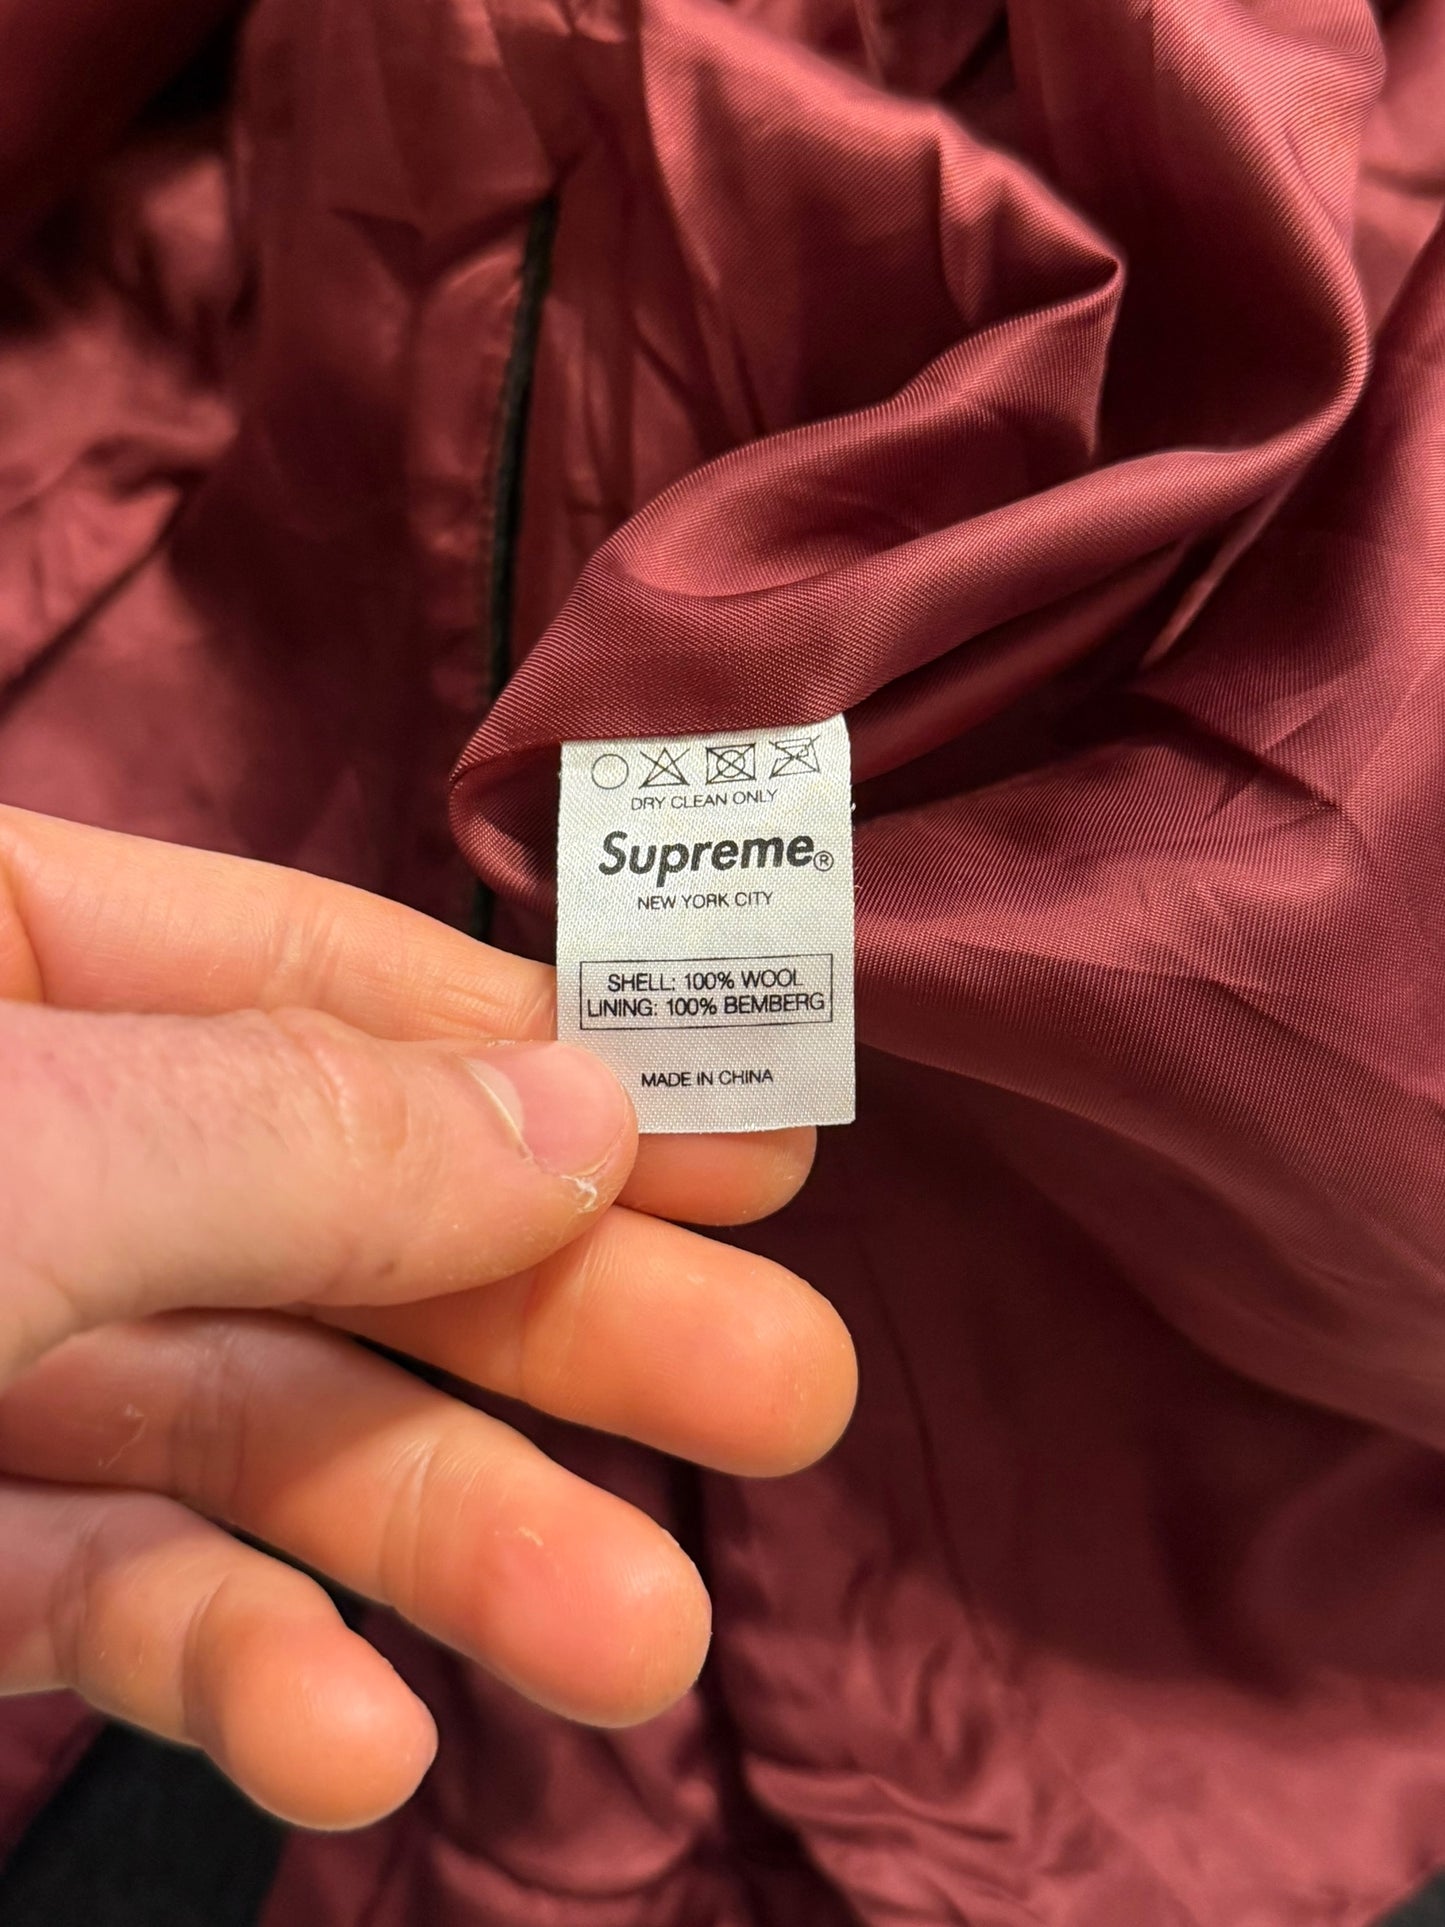 DRY CLEAN ONLY
Supreme®
NEW YORK CITY
SHELL: 100% WOOL
LINING: 100% BEMBERG
MADE IN CHINA